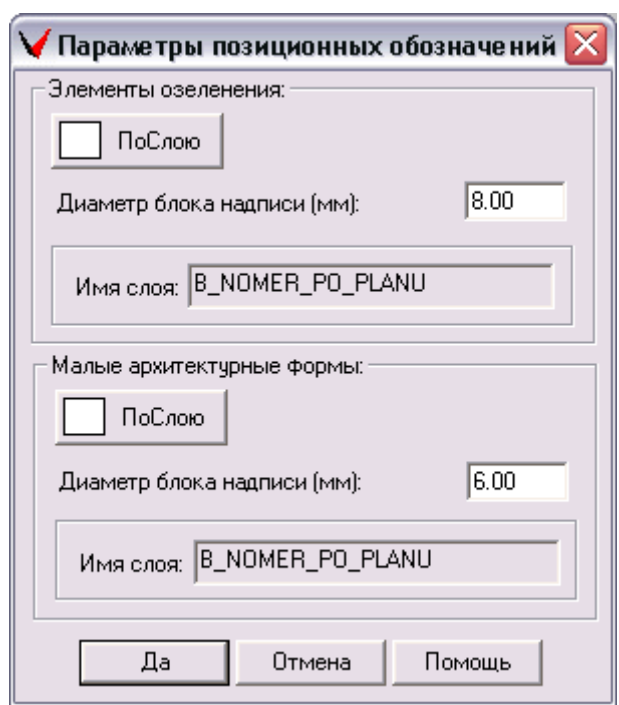 Параметры позиционных обозначений
Элементы озеленения:
ПоСлою
Диаметр блока надписи (мм): 8.00
Имя слоя: B_NOMER_PO_PLANU
Малые архитектурные формы:
ПоСлою
Диаметр блока надписи (мм): 6.00
Имя слоя: B_NOMER_PO_PLANU
Да Отмена Помощь